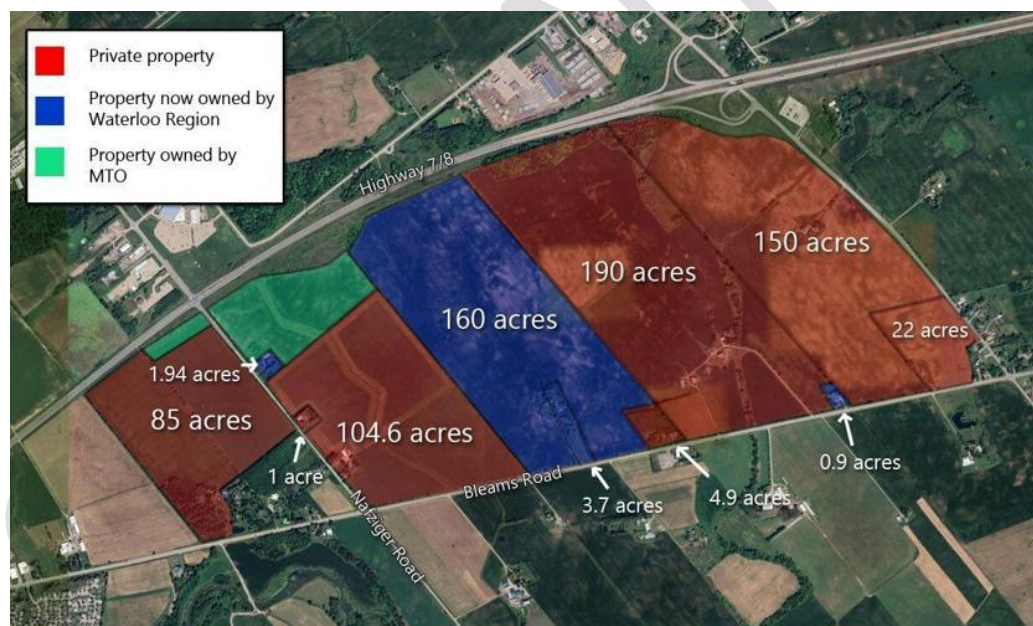 Private property
Property now owned by
Waterloo Region
Property owned by
MTO
Highway 7/8
150 acres
190 acres
160 acres
22 acres
1.94 acres
85 acres
104.6 acres
1 acre
0.9 acres
Bleams Road
4.9 acres
3.7 acres
Nafziger Road